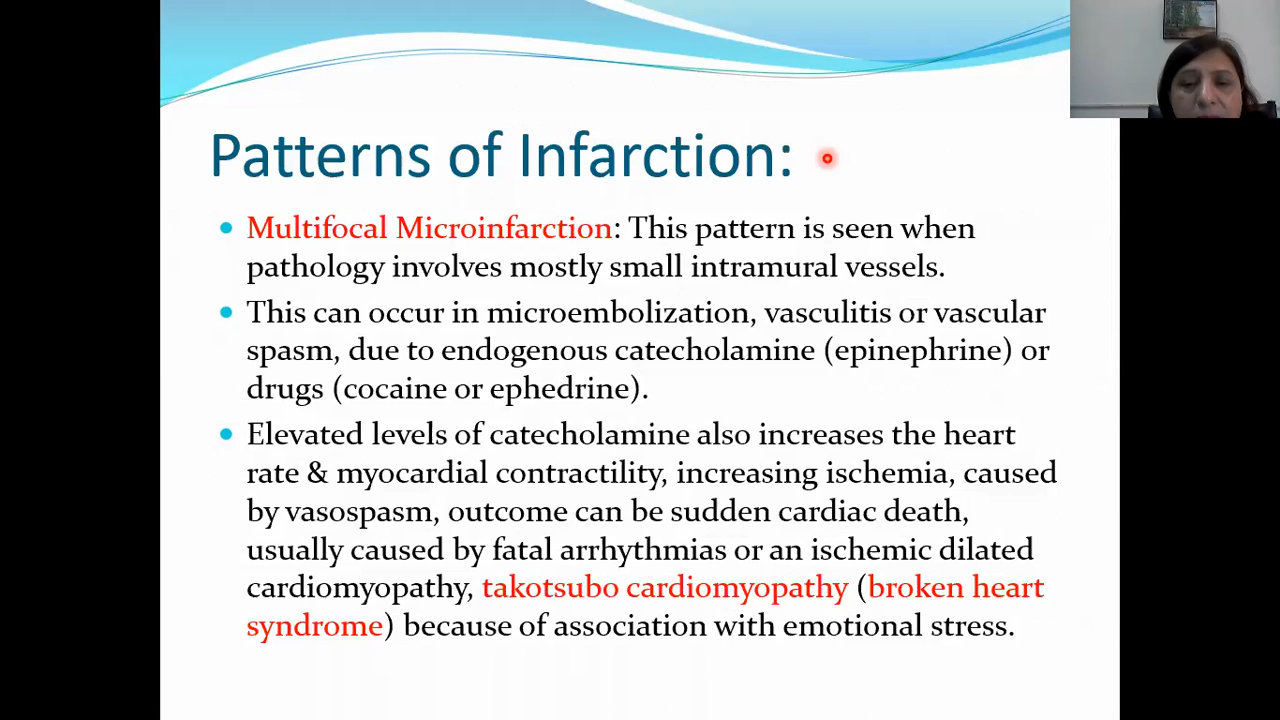 Patterns of Infarction:
Multifocal Microinfarction: This pattern is seen when
pathology involves mostly small intramural vessels.
This can occur in microembolization, vasculitis or vascular
spasm, due to endogenous catecholamine (epinephrine) or
drugs (cocaine or ephedrine).
Elevated levels of catecholamine also increases the heart
rate & myocardial contractility, increasing ischemia, caused
by vasospasm, outcome can be sudden cardiac death,
usually caused by fatal arrhythmias or an ischemic dilated
cardiomyopathy, takotsubo cardiomyopathy (broken heart
syndrome) because of association with emotional stress.